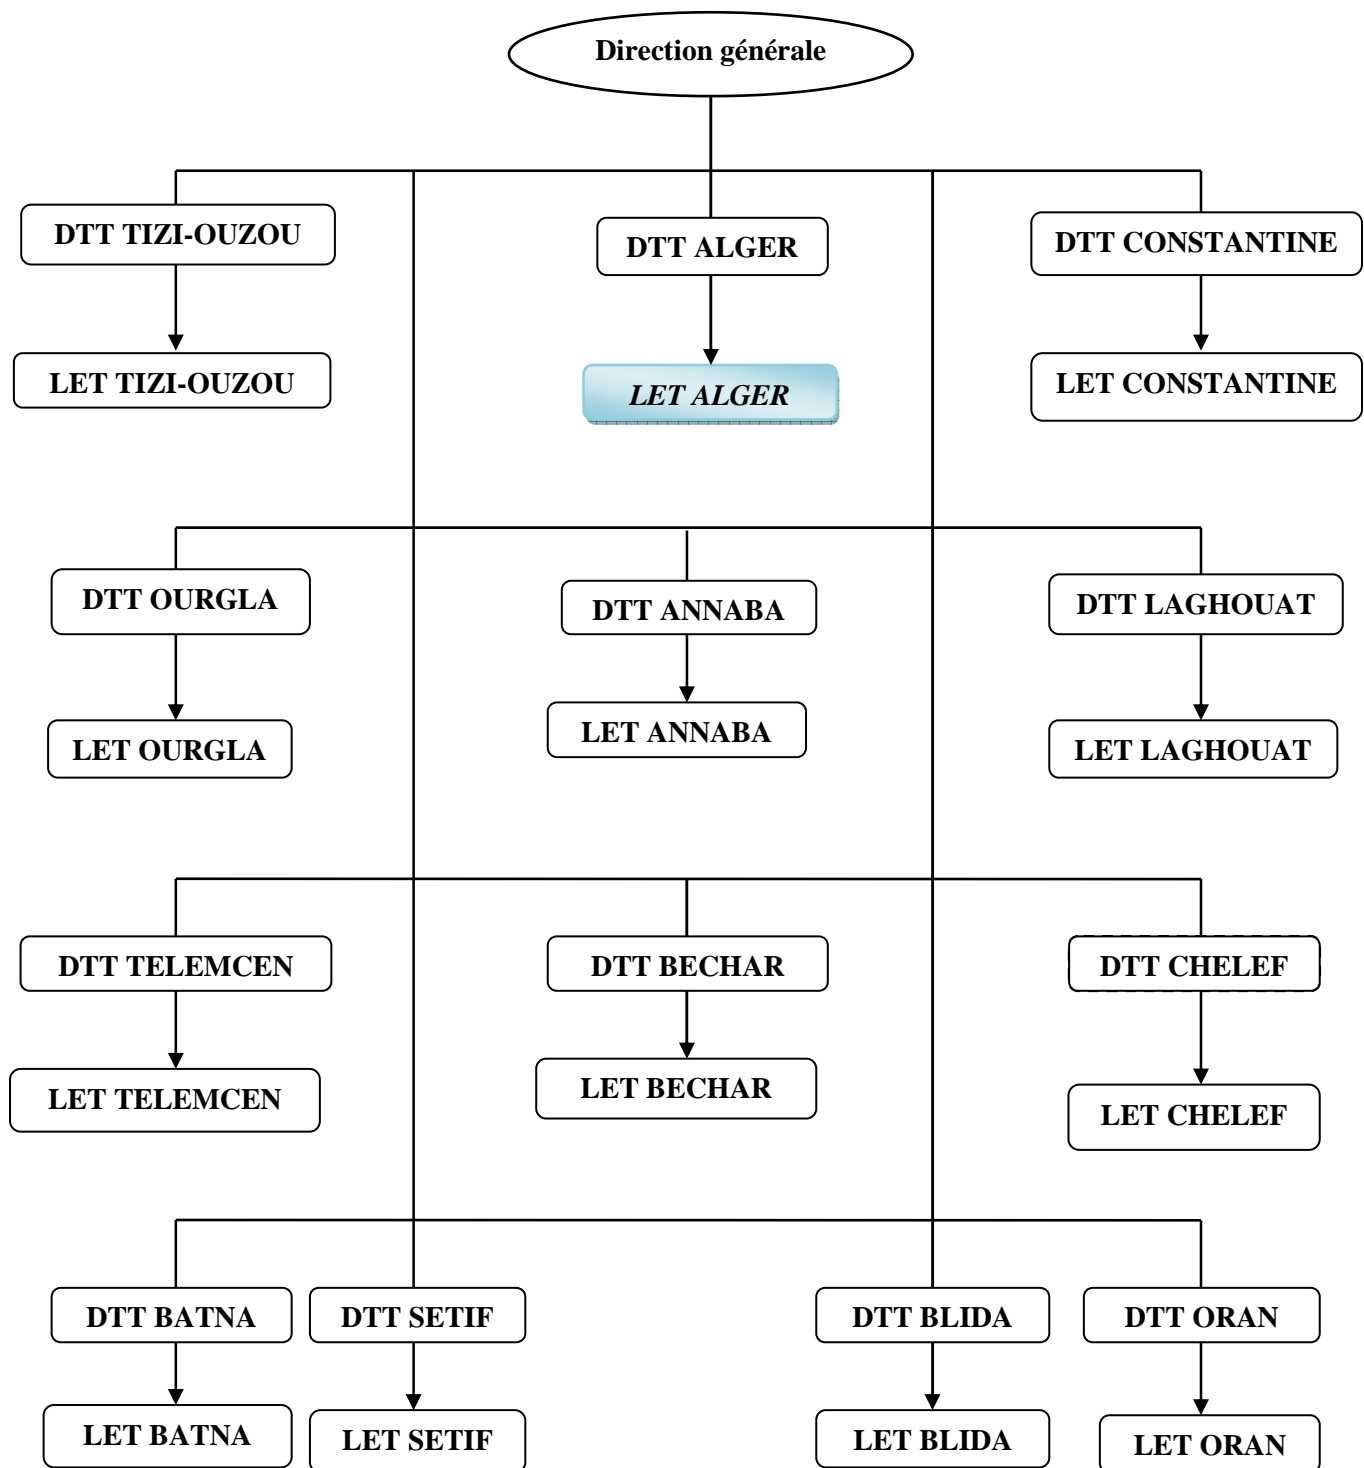 Direction générale
DTT TIZI-OUZOU
DTT ALGER
DTT CONSTANTINE
LET TIZI-OUZOU
LET ALGER
LET CONSTANTINE
DTT OURGLA
DTT ANNABA
DTT LAGHOUAT
LET OURGLA
LET ANNABA
LET LAGHOUAT
DTT TELEMCEN
DTT BECHAR
DTT CHELEF
LET TELEMCEN
LET BECHAR
LET CHELEF
DTT BATNA
DTT SETIF
DTT BLIDA
DTT ORAN
LET BATNA
LET SETIF
LET BLIDA
LET ORAN